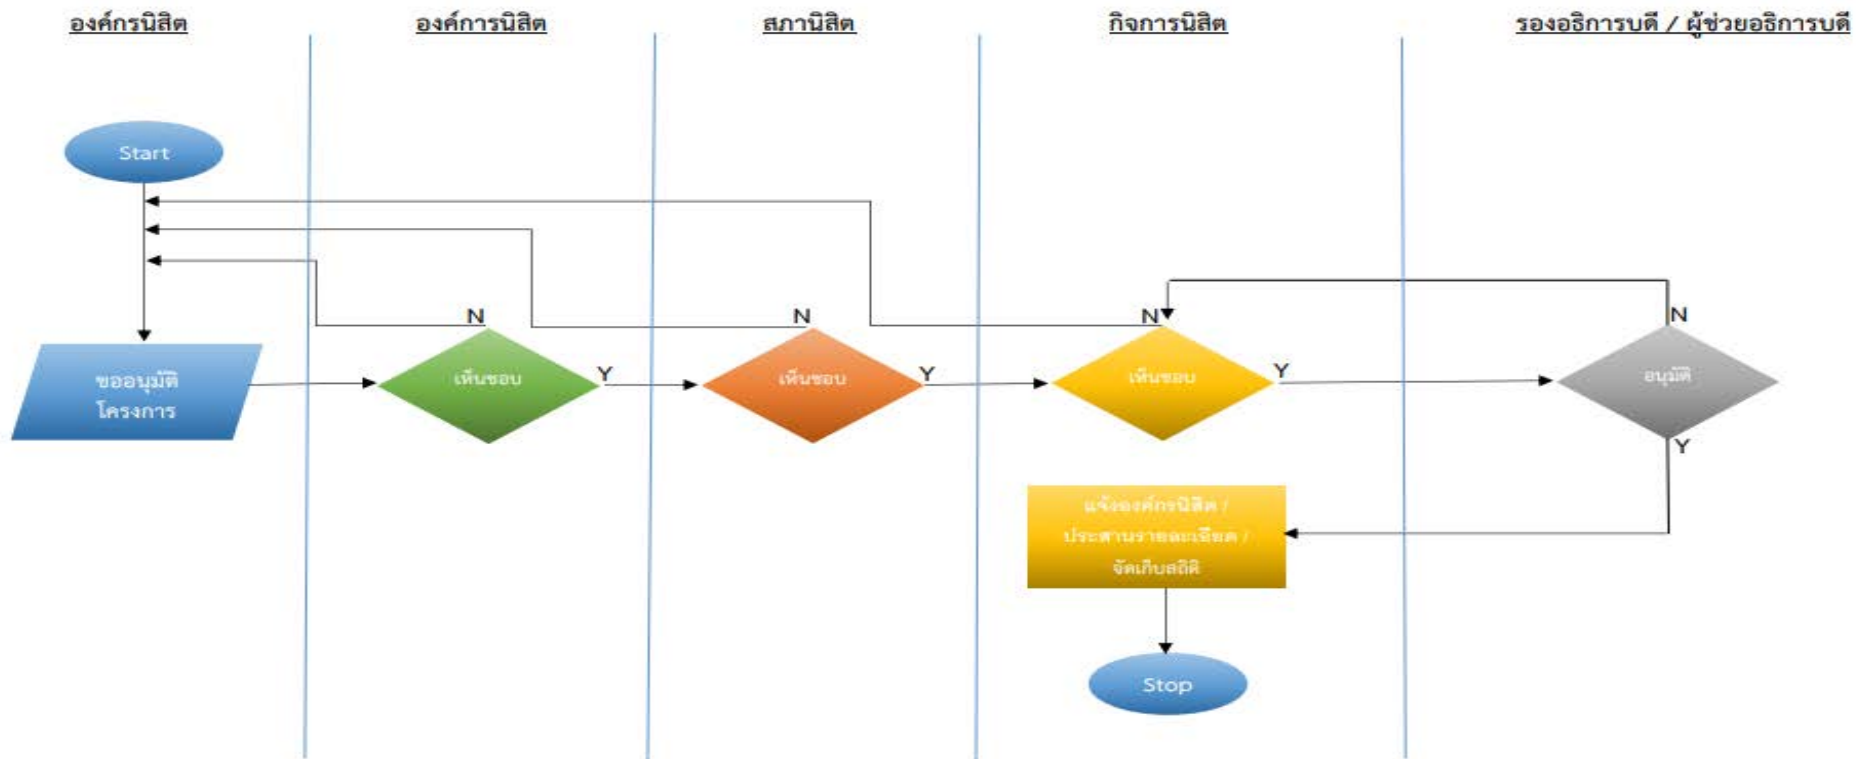 องค์กรนิสิต
องค์การนิสิต
สภานิสิต
กิจการนิสิต
รองอธิการบดี / ผู้ช่วยอธิการบดี
Start
N
N
N
N
ขออนุมัติ
โครงการ
เห็นชอบ
Y
เห็นชอบ
Y
เห็นชอบ
Y
อนุมัติ
Y
แจ้งองค์กรนิสิต /
ประสานรายละเอียด /
จัดเก็บสถิติ
Stop